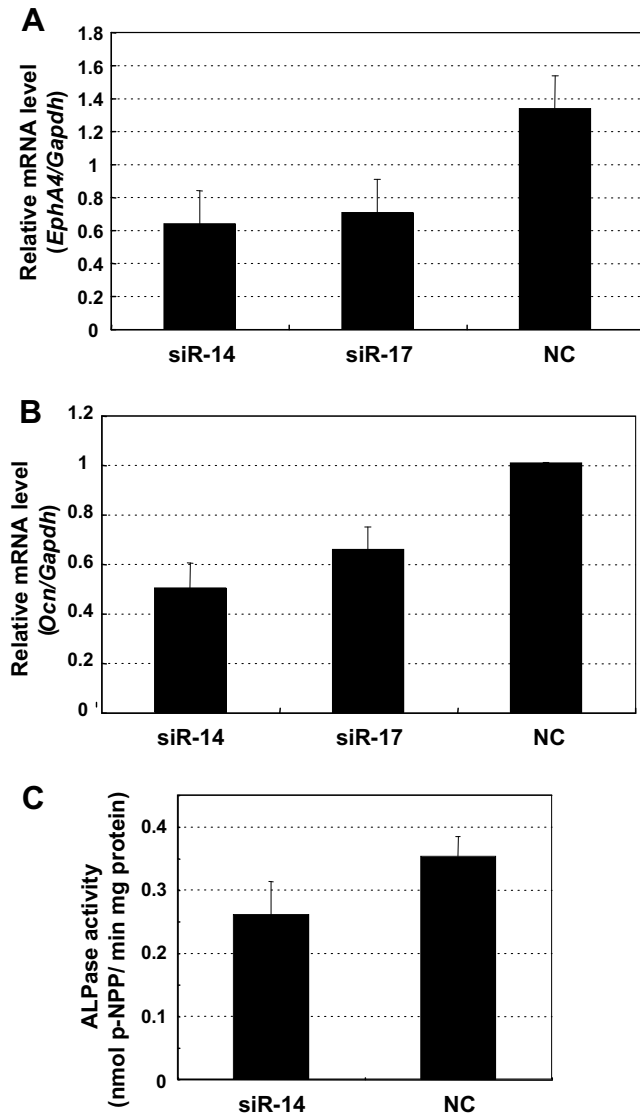 A
Relative mRNA level
(EphA4/Gapdh)
1.8
1.6
1.4
1.2
1
0.8
0.6
0.4
0.2
0
siR-14 siR-17 NC
B
Relative mRNA level
(Ocn/Gapdh)
1.2
1
0.8
0.6
0.4
0.2
0
siR-14 siR-17 NC
C
ALPase activity
(nmol p-NPP/ min mg protein)
0.4
0.3
0.2
0.1
0
siR-14 NC